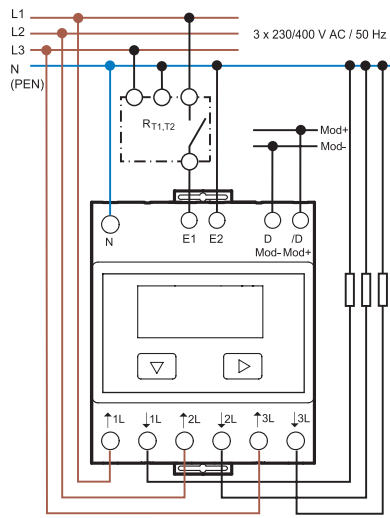 L1
L2
L3
N
(PEN)
3 x 230/400 V AC / 50 Hz
RT1,T2
Mod+
Mod-
N
E1 E2 D /D
Mod- Mod+
↑1L ↓1L ↑2L ↓2L ↑3L ↓3L